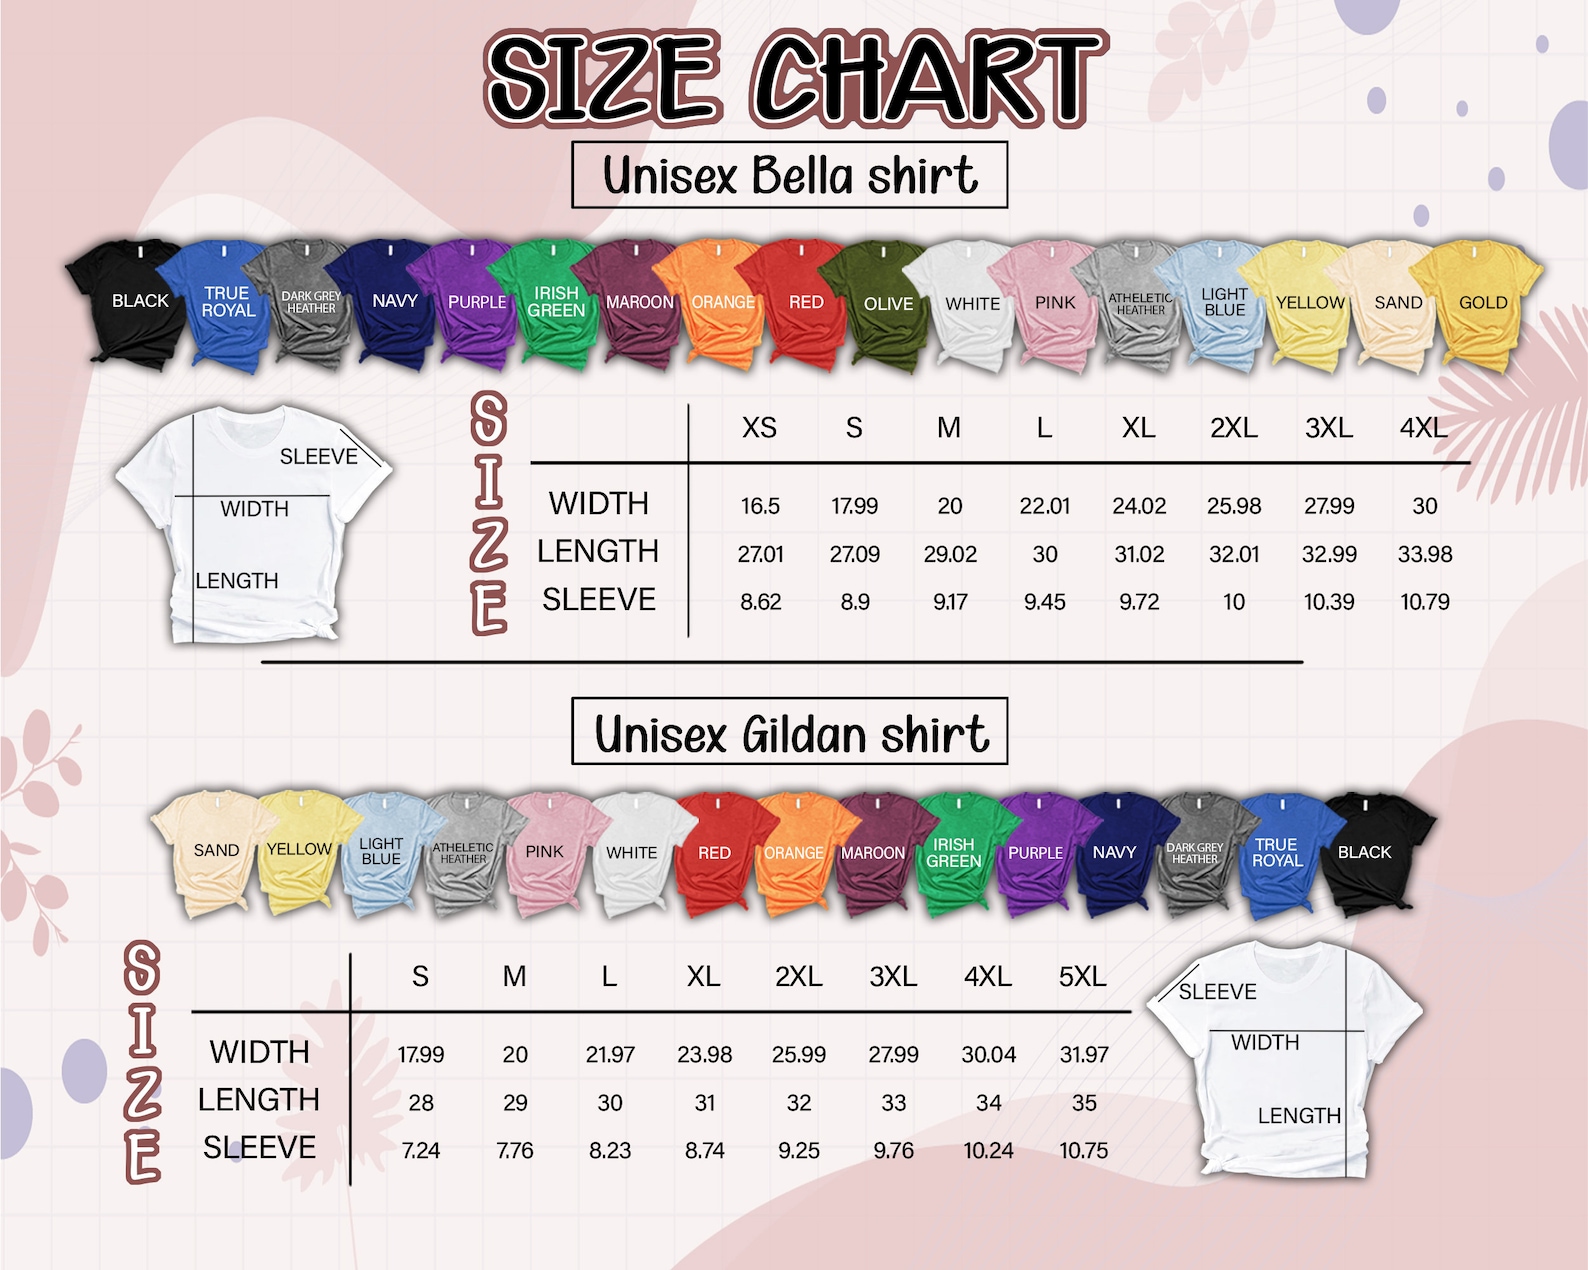 SIZE CHART
Unisex Bella shirt
BLACK
TRUE
ROYAL
DARK GREY
HEATHER
NAVY
PURPLE
IRISH
GREEN
MAROON
ORANGE
RED
OLIVE
WHITE
PINK
ATHELETIC
HEATHER
LIGHT
BLUE
YELLOW
SAND
GOLD
SLEEVE
WIDTH
LENGTH
SIZE
XS S M L XL 2XL 3XL 4XL
WIDTH 16.5 17.99 20 22.01 24.02 25.98 27.99 30
LENGTH 27.01 27.09 29.02 30 31.02 32.01 32.99 33.98
SLEEVE 8.62 8.9 9.17 9.45 9.72 10 10.39 10.79
Unisex Gildan shirt
SAND
YELLOW
LIGHT
BLUE
ATHELETIC
HEATHER
PINK
WHITE
RED
ORANGE
MAROON
IRISH
GREEN
PURPLE
NAVY
DARK GREY
HEATHER
TRUE
ROYAL
BLACK
SIZE
S M L XL 2XL 3XL 4XL 5XL
WIDTH 17.99 20 21.97 23.98 25.99 27.99 30.04 31.97
LENGTH 28 29 30 31 32 33 34 35
SLEEVE 7.24 7.76 8.23 8.74 9.25 9.76 10.24 10.75
SLEEVE
WIDTH
LENGTH